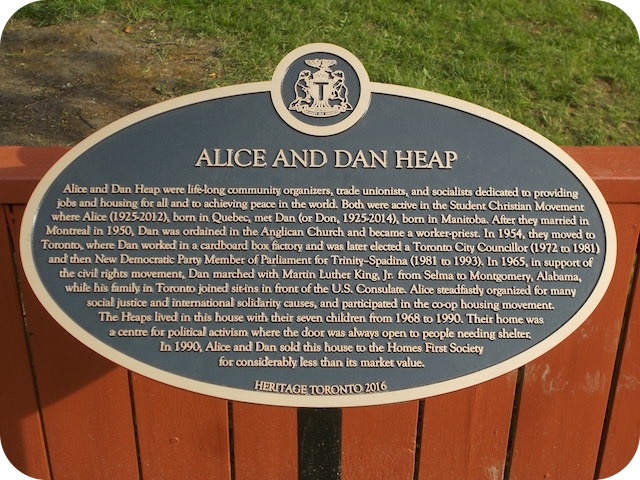 ALICE AND DAN HEAP
Alice and Dan Heap were life-long community organizers, trade unionists, and socialists dedicated to providing
jobs and housing for all and to achieving peace in the world. Both were active in the Student Christian Movement
where Alice (1925-2012), born in Quebec, met Dan (or Don, 1925-2014), born in Manitoba. After they married in
Montreal in 1950, Dan was ordained in the Anglican Church and became a worker-priest. In 1954, they moved to
Toronto, where Dan worked in a cardboard box factory and was later elected a Toronto City Councillor (1972 to 1981)
and then New Democratic Party Member of Parliament for Trinity–Spadina (1981 to 1993). In 1965, in support of
the civil rights movement, Dan marched with Martin Luther King, Jr. from Selma to Montgomery, Alabama,
while his family in Toronto joined sit-ins in front of the U.S. Consulate. Alice steadfastly organized for many
social justice and international solidarity causes, and participated in the co-op housing movement.
The Heaps lived in this house with their seven children from 1968 to 1990. Their home was
a centre for political activism where the door was always open to people needing shelter.
In 1990, Alice and Dan sold this house to the Homes First Society
for considerably less than its market value.
HERITAGE TORONTO 2016